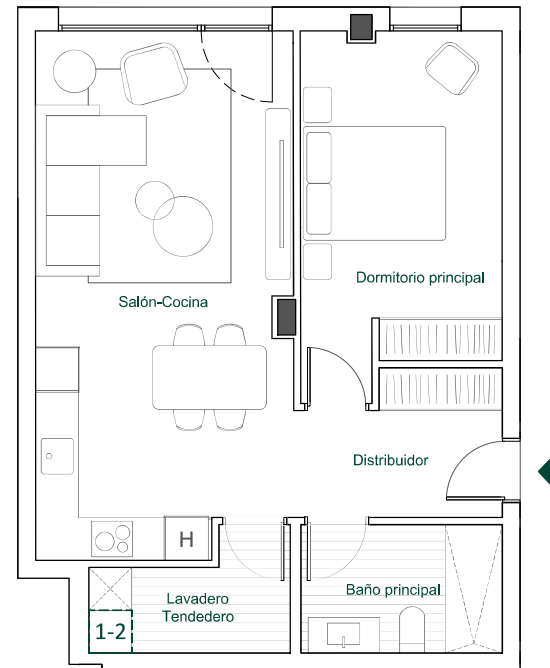 Dormitorio principal
Salón-Cocina
Distribuidor
H
Baño principal
Lavadero
Tendedero
1-2